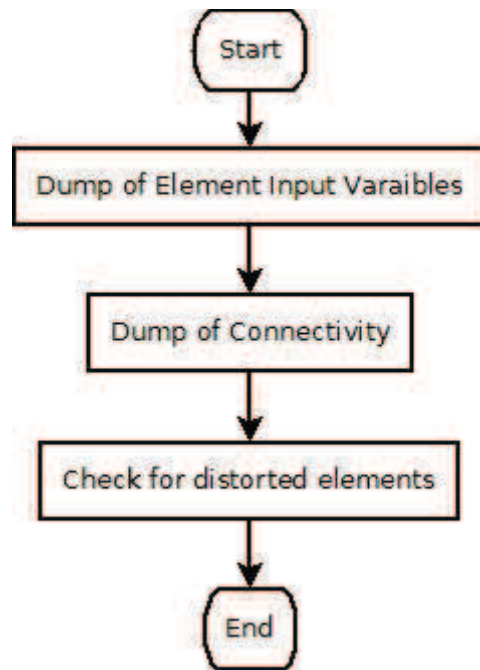 Start
Dump of Element Input Varaibles
Dump of Connectivity
Check for distorted elements
End